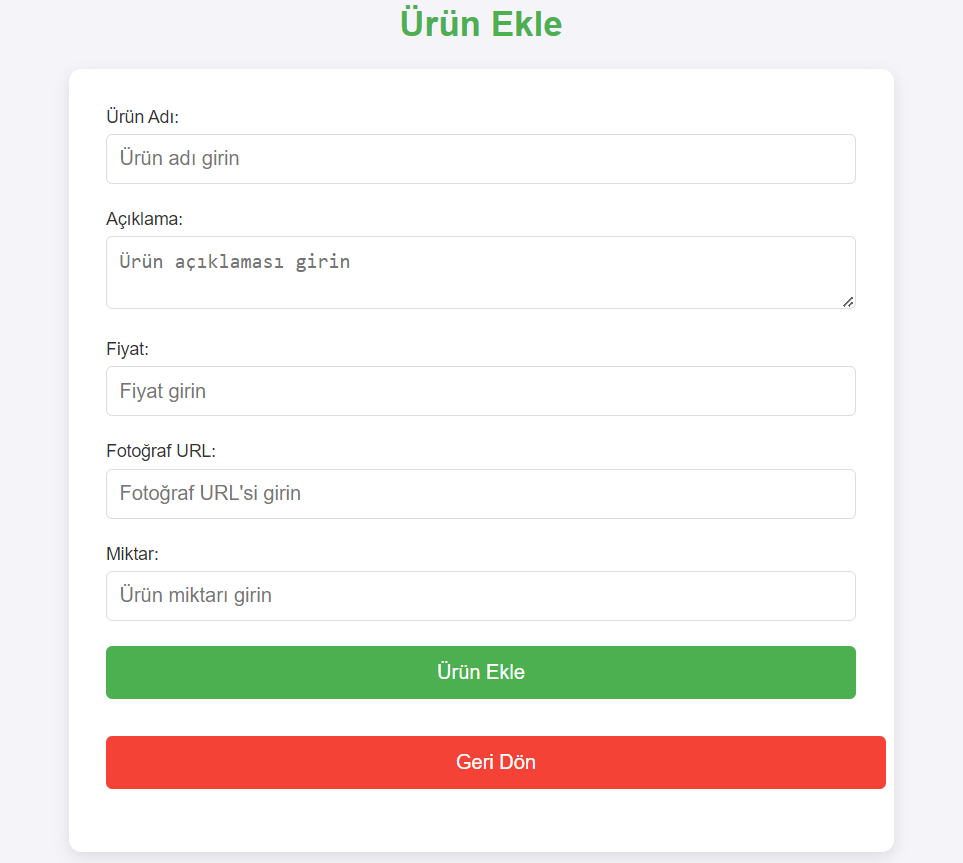 Ürün Ekle
Ürün Adı:
Ürün adı girin
Açıklama:
Ürün açıklaması girin
Fiyat:
Fiyat girin
Fotoğraf URL:
Fotoğraf URL'si girin
Miktar:
Ürün miktarı girin
Ürün Ekle
Geri Dön